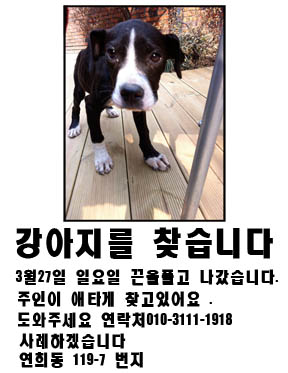 강아지를 찾습니다
3월27일 일요일 끈을풀고 나갔습니다.
주인이 애타게 찾고있어요 .
도와주세요 연락처010-3111-1918
사례하겠습니다
연희동 119-7 번지